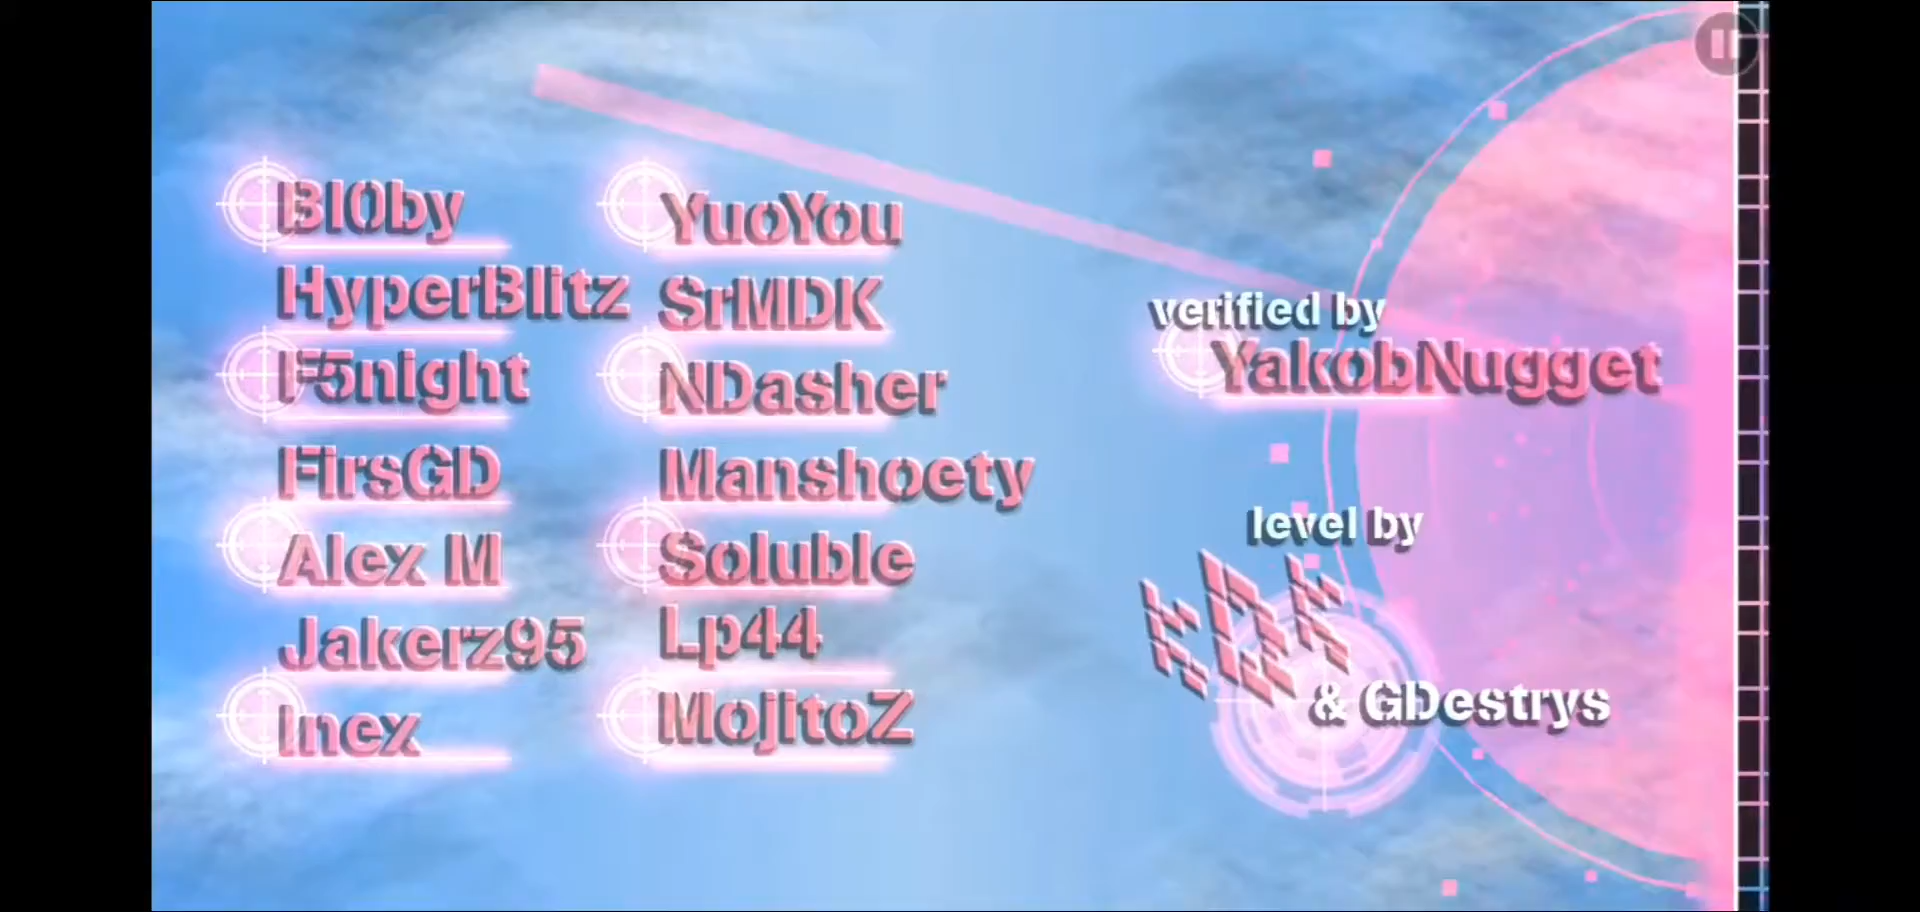 Bl0by
HyperBlitz
F5night
FirsGD
Alex M
Jakerz95
Inex
YuoYou
SrMDK
NDasher
Manshoety
Soluble
Lp44
MojitoZ
verified by
YakobNugget
level by
& GDestrys